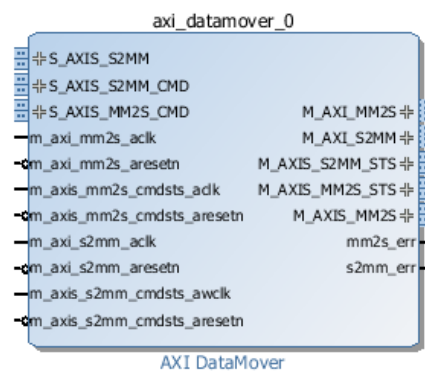 axi_datamover_0
S_AXIS_S2MM
S_AXIS_S2MM_CMD
S_AXIS_MM2S_CMD
m_axi_mm2s_aclk
m_axi_mm2s_aresetn
m_axis_mm2s_cmdsts_aclk
m_axis_mm2s_cmdsts_aresetn
m_axi_s2mm_aclk
m_axi_s2mm_aresetn
m_axis_s2mm_cmdsts_awclk
m_axis_s2mm_cmdsts_aresetn
M_AXI_MM2S
M_AXI_S2MM
M_AXIS_S2MM_STS
M_AXIS_MM2S_STS
M_AXIS_MM2S
mm2s_err
s2mm_err
AXI DataMover